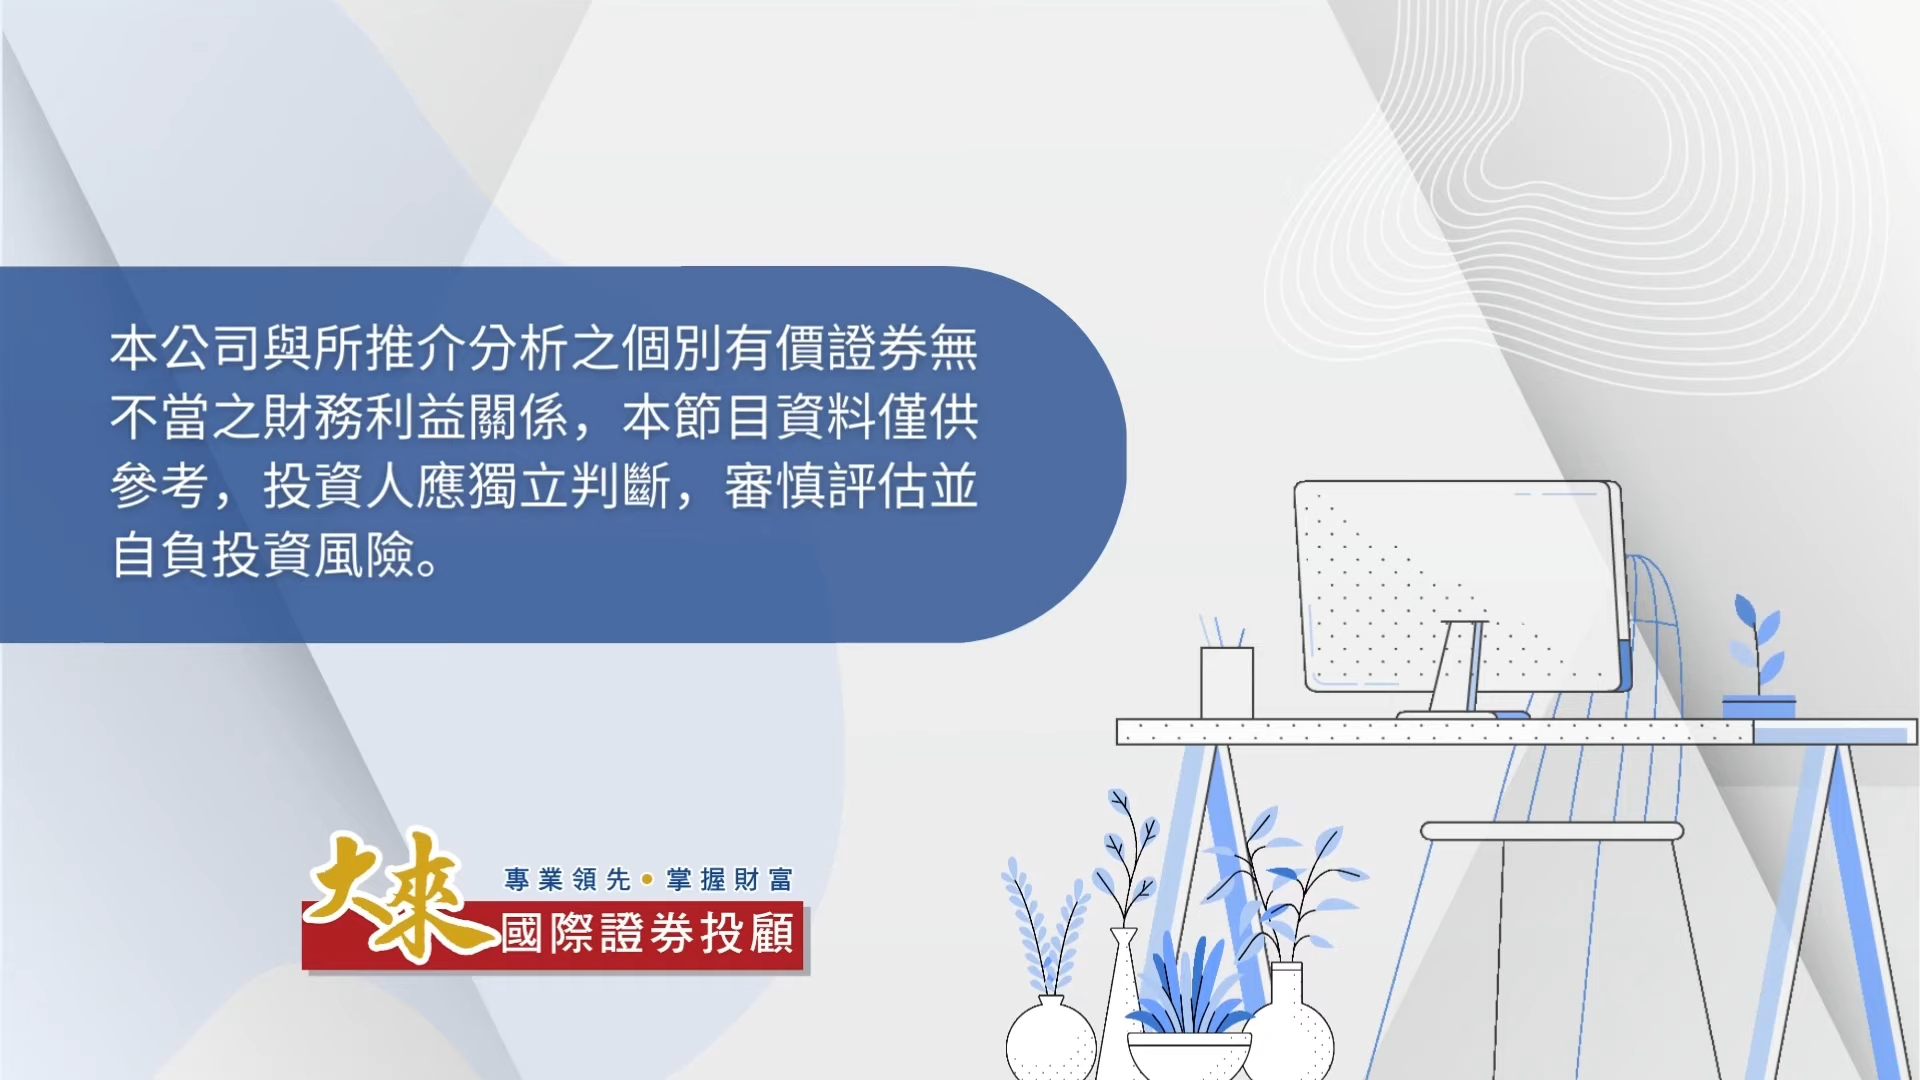 本公司與所推介分析之個別有價證券無
不當之財務利益關係，本節目資料僅供
參考，投資人應獨立判斷，審慎評估並
自負投資風險。
專業領先•掌握財富
大來國際證券投顧